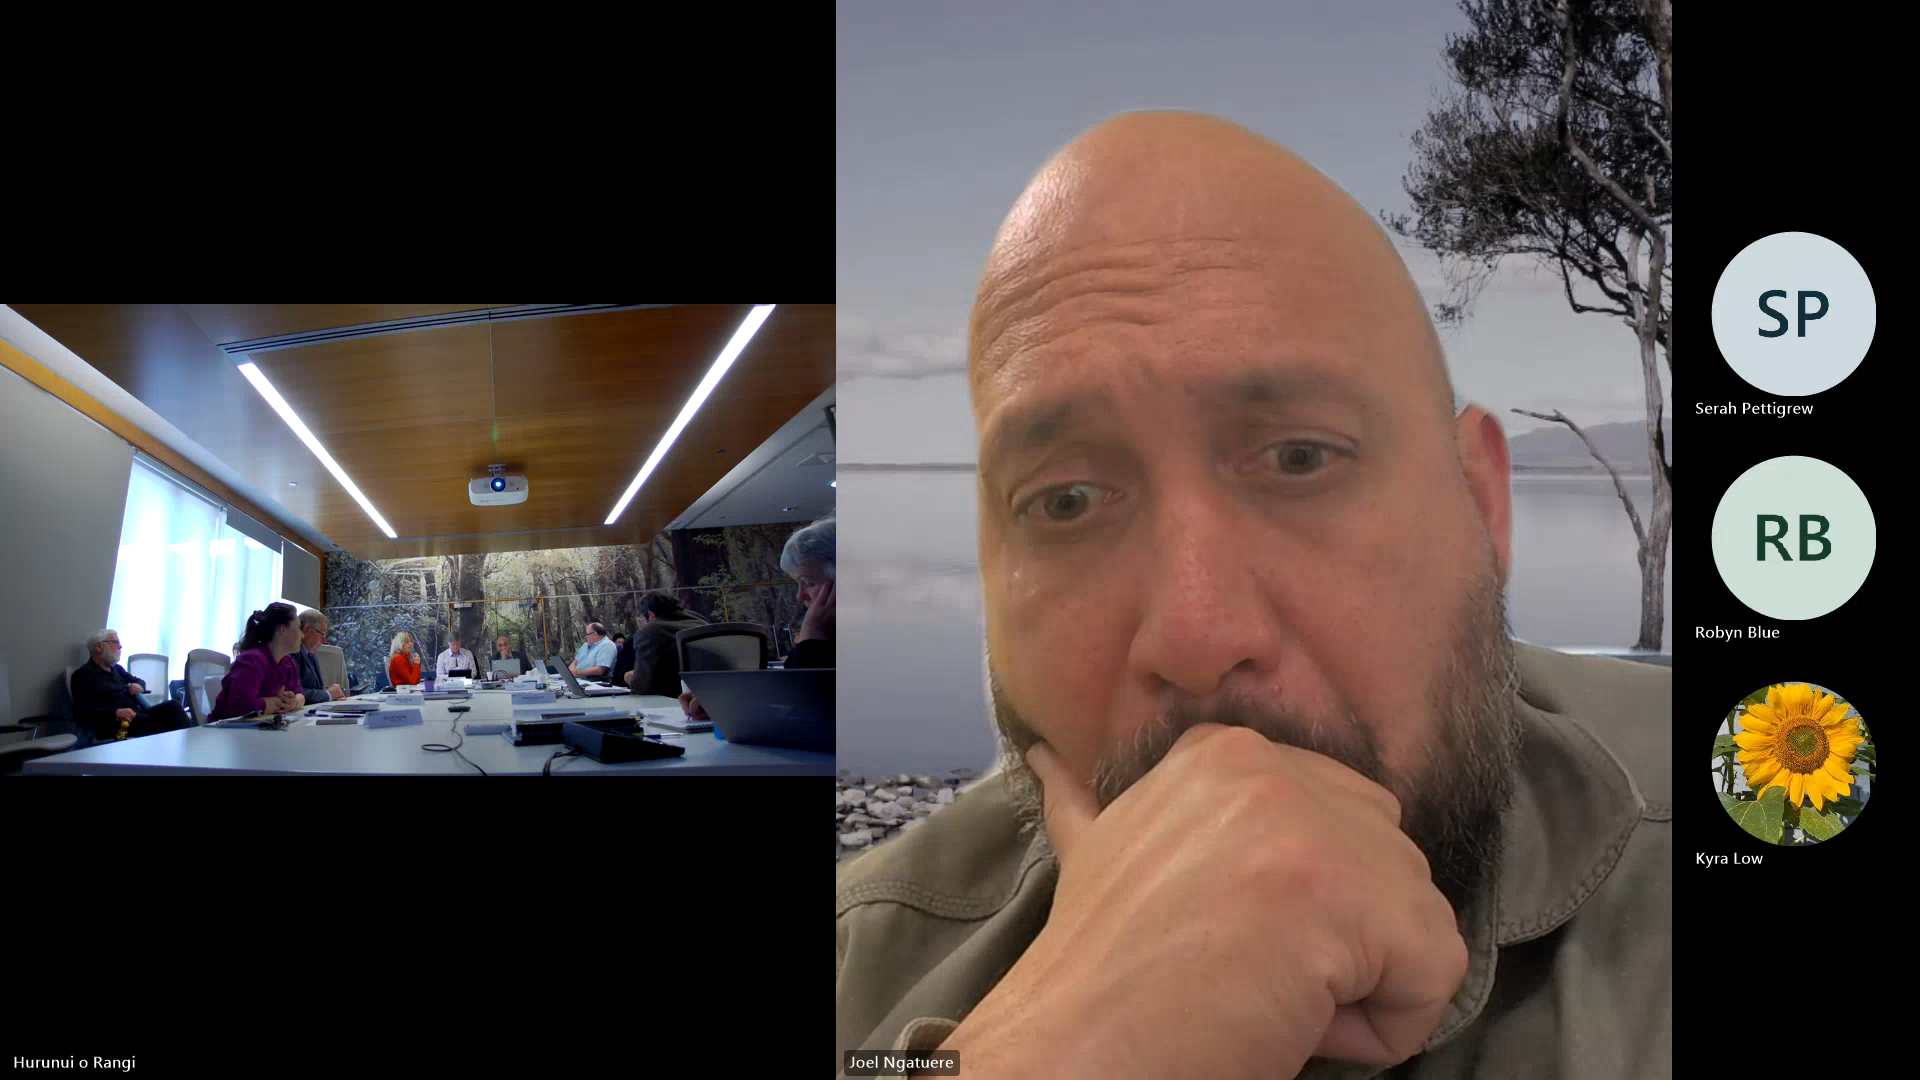 SP
Serah Pettigrew
RB
Robyn Blue
Kyra Low
Hurunui o Rangi
Joel Ngatuere